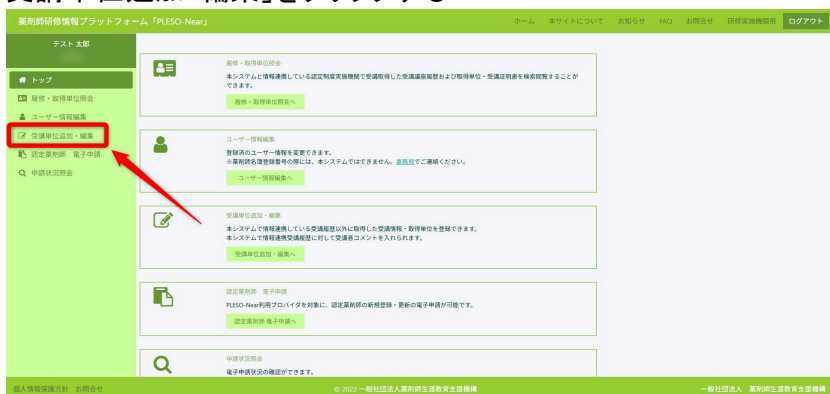 薬剤師研修情報プラットフォーム「PLESO-Near」
ホーム 本サイトについて お知らせ FAQ お問合せ 研修実施機関用 ログアウト
テスト 太郎
トップ
履修・取得単位照会
ユーザー情報編集
受講単位追加・編集
認定薬剤師 電子申請
申請状況照会
履修・取得単位照会
本システムと情報連携している認定制度実施機関で受講取得した受講講座履歴および取得単位・受講証明書を検索閲覧することが
できます。
履修・取得単位照会へ
ユーザー情報編集
登録済のユーザー情報を変更できます。
※薬剤師名簿登録番号の際には、本システムではできません。事務局でご連絡ください。
ユーザー情報編集へ
受講単位追加・編集
本システムで情報連携している受講履歴以外に取得した受講情報・取得単位を登録できます。
本システムで情報連携受講履歴に対して受講者コメントを入れられます。
受講単位追加・編集へ
認定薬剤師 電子申請
PLESO-Near利用プロバイダを対象に、認定薬剤師の新規登録・更新の電子申請が可能です。
認定薬剤師 電子申請へ
申請状況照会
電子申請状況の確認ができます。
個人情報保護方針 お問合せ
© 2022 一般社団法人薬剤師生涯教育支援機構
一般社団法人 薬剤師生涯教育支援機構